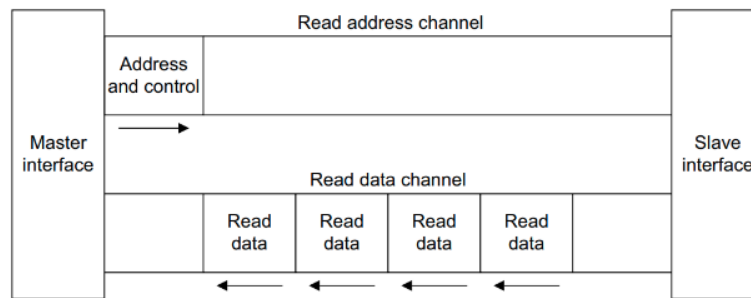 Read address channel
Address
and control
Master
interface
Slave
interface
Read data channel
Read
data
Read
data
Read
data
Read
data